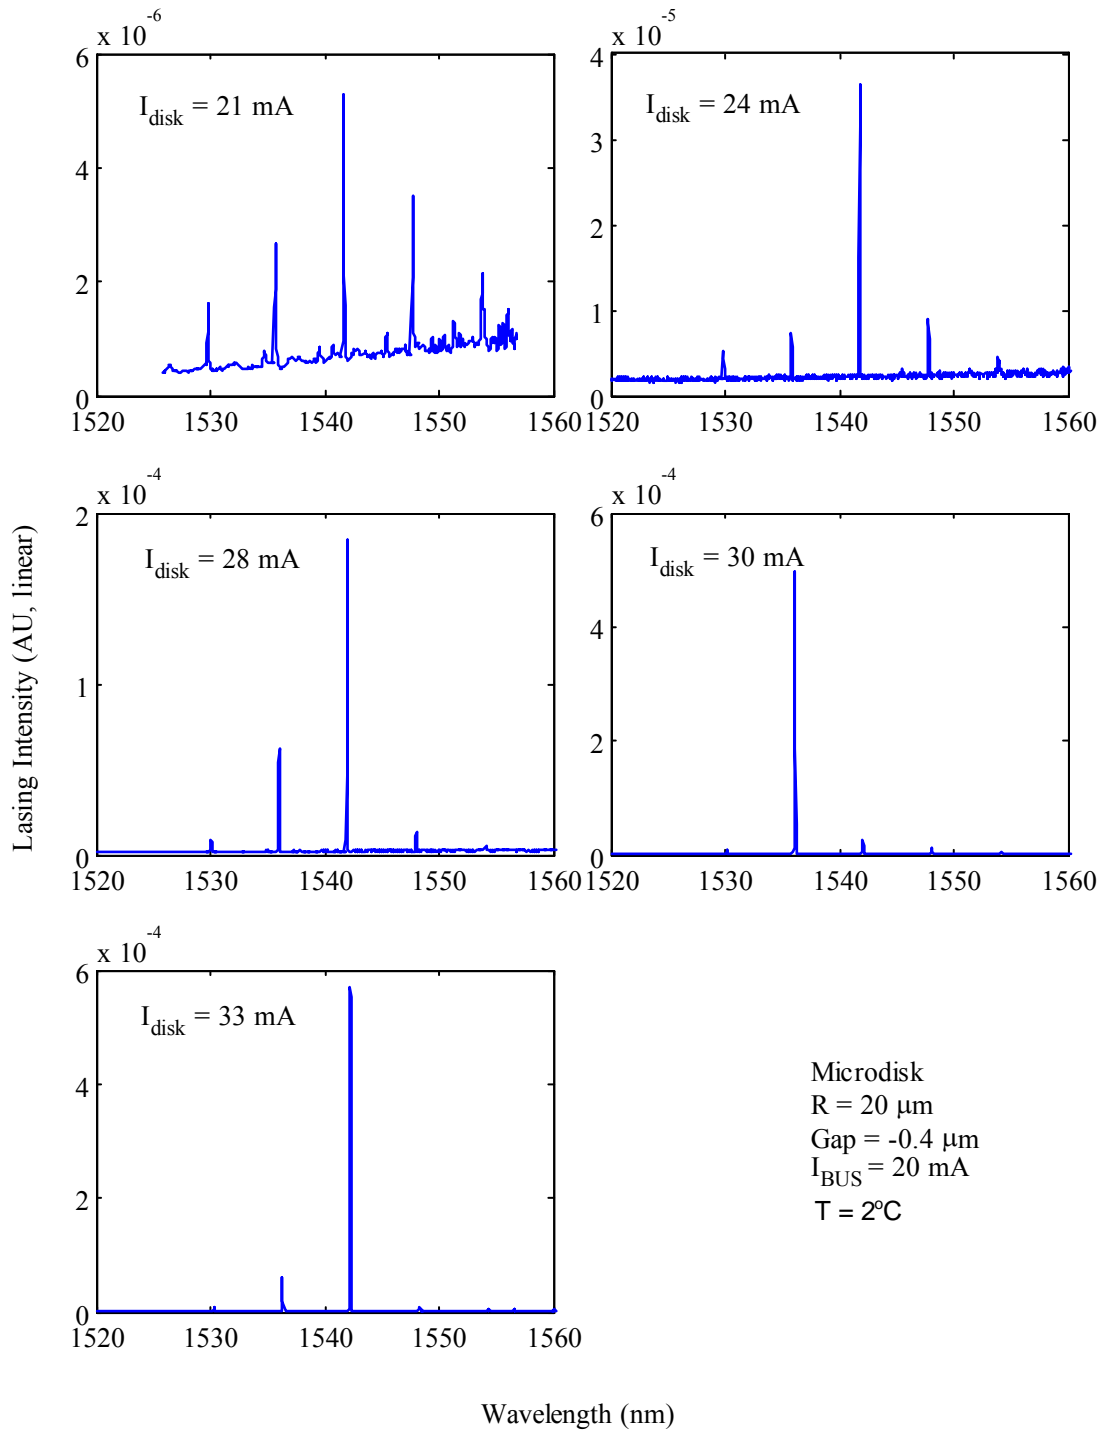 x 10-6
6
4
2
0
I_disk = 21 mA
1520 1530 1540 1550 1560
x 10-5
4
3
2
1
0
I_disk = 24 mA
1520 1530 1540 1550 1560
Lasing Intensity (AU, linear)
x 10-4
2
1
0
I_disk = 28 mA
1520 1530 1540 1550 1560
x 10-4
6
4
2
0
I_disk = 30 mA
1520 1530 1540 1550 1560
x 10-4
6
4
2
0
I_disk = 33 mA
1520 1530 1540 1550 1560
Microdisk
R = 20 μm
Gap = -0.4 μm
I_BUS = 20 mA
T = 2°C
Wavelength (nm)